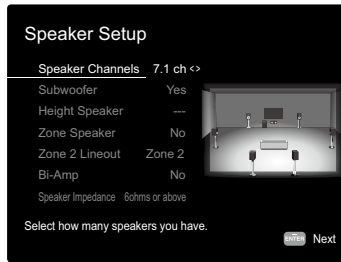 Speaker Setup
Speaker Channels 7.1 ch <>
Subwoofer Yes
Height Speaker ---
Zone Speaker No
Zone 2 Lineout Zone 2
Bi-Amp No
Speaker Impedance 6ohms or above
Select how many speakers you have.
ENTER Next